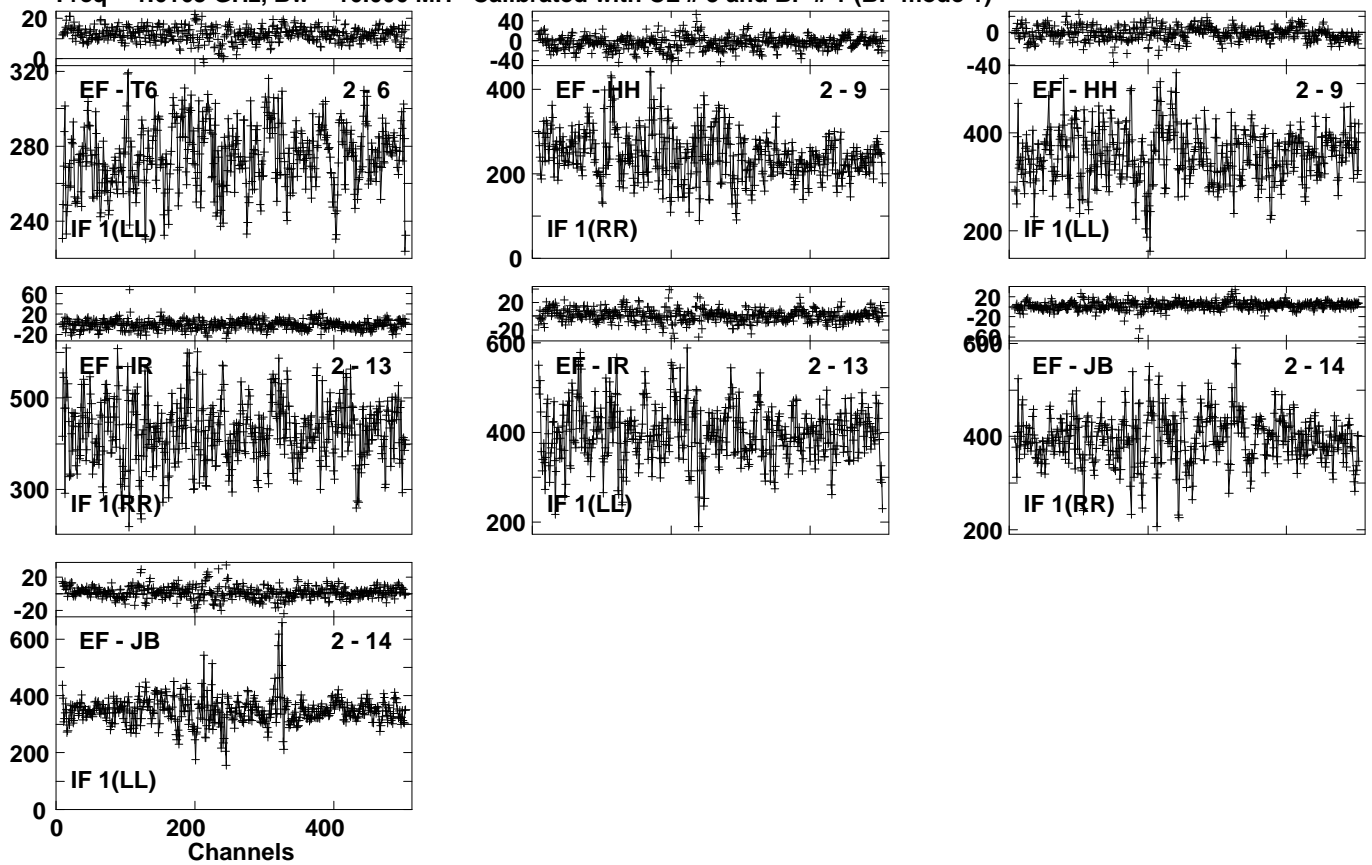 20
0
320
280
240
EF - T6 2 - 6
IF 1(LL)
40
0
-40
400
200
0
EF - HH 2 - 9
IF 1(RR)
0
-40
400
200
EF - HH 2 - 9
IF 1(LL)
60
20
-20
500
300
EF - IR 2 - 13
IF 1(RR)
20
-20
600
400
200
EF - IR 2 - 13
IF 1(LL)
20
-20
-60
600
400
200
EF - JB 2 - 14
IF 1(RR)
20
-20
600
400
200
0
EF - JB 2 - 14
IF 1(LL)
0 200 400
Channels